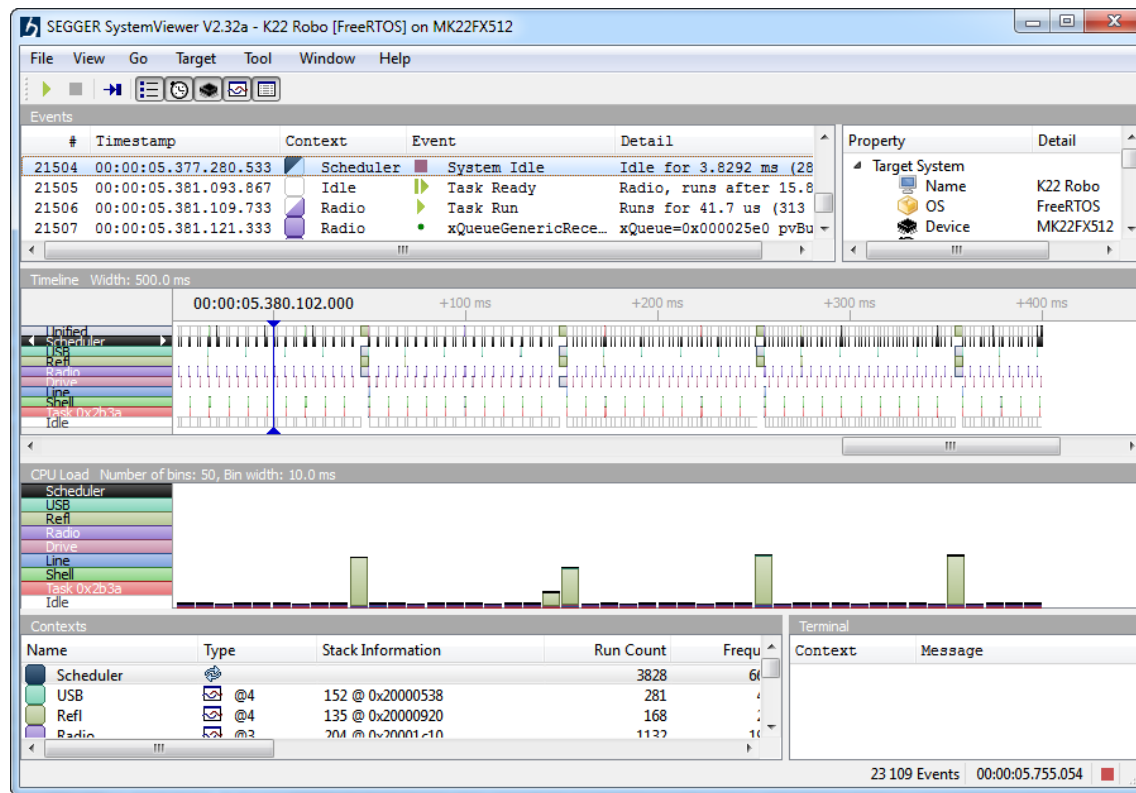 SEGGER SystemViewer V2.32a - K22 Robo [FreeRTOS] on MK22FX512
File View Go Target Tool Window Help
Events
# Timestamp Context Event Detail
21504 00:00:05.377.280.533 Scheduler System Idle Idle for 3.8292 ms (28
21505 00:00:05.381.093.867 Idle Task Ready Radio, runs after 15.8
21506 00:00:05.381.109.733 Radio Task Run Runs for 41.7 us (313
21507 00:00:05.381.121.333 Radio xQueueGenericRece… xQueue=0x000025e0 pvBu
Property Detail
Target System
Name K22 Robo
OS FreeRTOS
Device MK22FX512
Timeline Width: 500.0 ms
00:00:05.380.102.000 +100 ms +200 ms +300 ms +400 ms
Unified
Scheduler
USB
Refl
Radio
Drive
Line
Shell
Task 0x2b3a
Idle
CPU Load Number of bins: 50, Bin width: 10.0 ms
Scheduler
USB
Refl
Radio
Drive
Line
Shell
Task 0x2b3a
Idle
Contexts
Name Type Stack Information Run Count Frequ
Scheduler 3828
USB @4 152 @ 0x20000538 281
Refl @4 135 @ 0x20000920 168
Radio @3 204 @ 0x20001c10 1132
Terminal
Context Message
23 109 Events 00:00:05.755.054